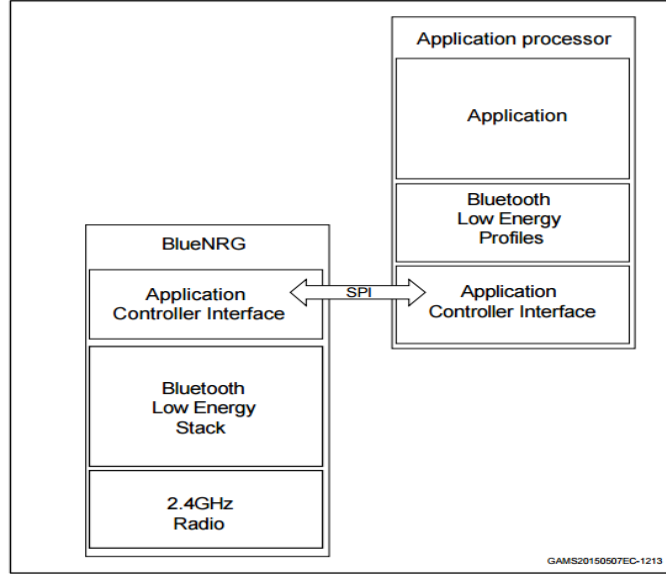 Application processor
Application
Bluetooth
Low Energy
Profiles
Application
Controller Interface
SPI
BlueNRG
Application
Controller Interface
Bluetooth
Low Energy
Stack
2.4GHz
Radio
GAMS20150507EC-1213